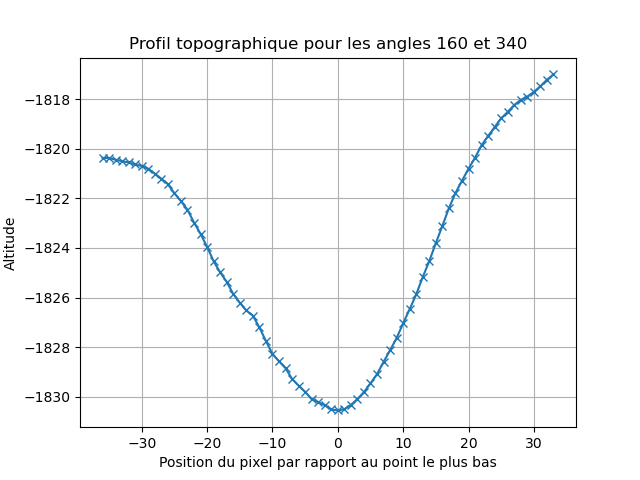 Profil topographique pour les angles 160 et 340
−1818
−1820
−1822
−1824
−1826
−1828
−1830
Altitude
−30 −20 −10 0 10 20 30
Position du pixel par rapport au point le plus bas